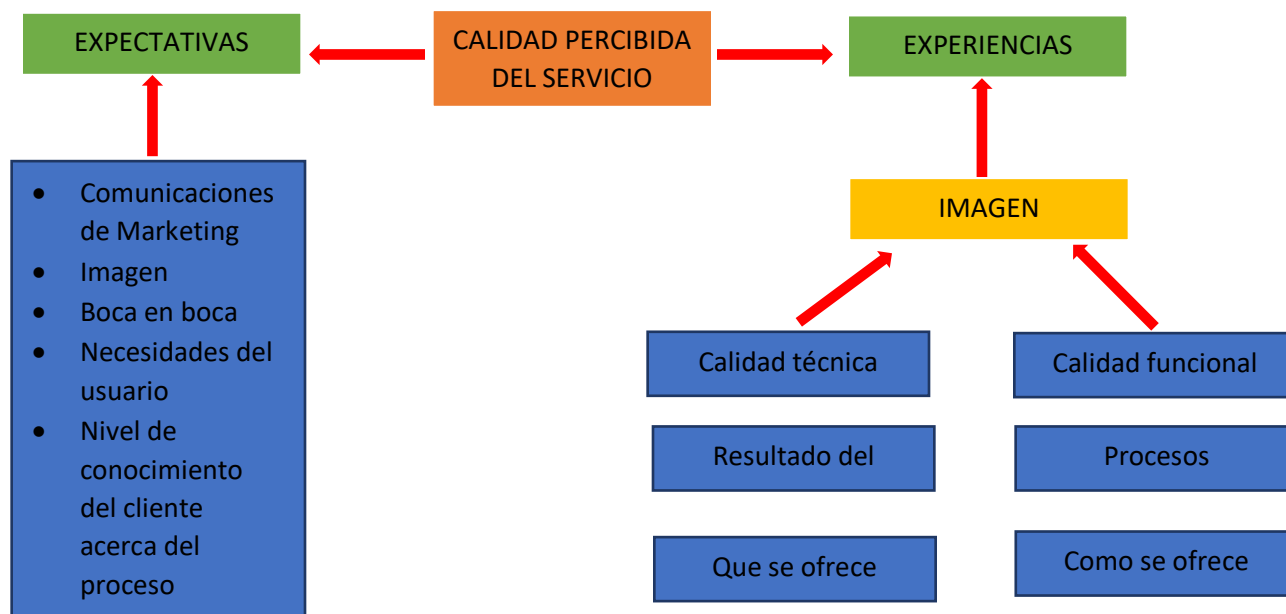 EXPECTATIVAS
CALIDAD PERCIBIDA
DEL SERVICIO
EXPERIENCIAS
• Comunicaciones
de Marketing
• Imagen
• Boca en boca
• Necesidades del
usuario
• Nivel de
conocimiento
del cliente
acerca del
proceso
IMAGEN
Calidad técnica
Calidad funcional
Resultado del
Procesos
Que se ofrece
Como se ofrece